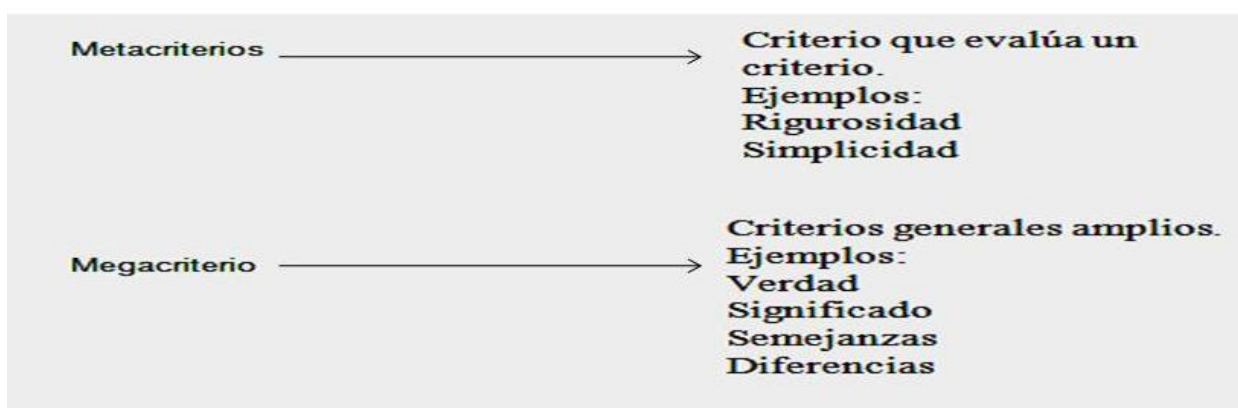 Metacriterios
Criterio que evalúa un
criterio.
Ejemplos:
Rigurosidad
Simplicidad
Megacriterio
Criterios generales amplios.
Ejemplos:
Verdad
Significado
Semejanzas
Diferencias